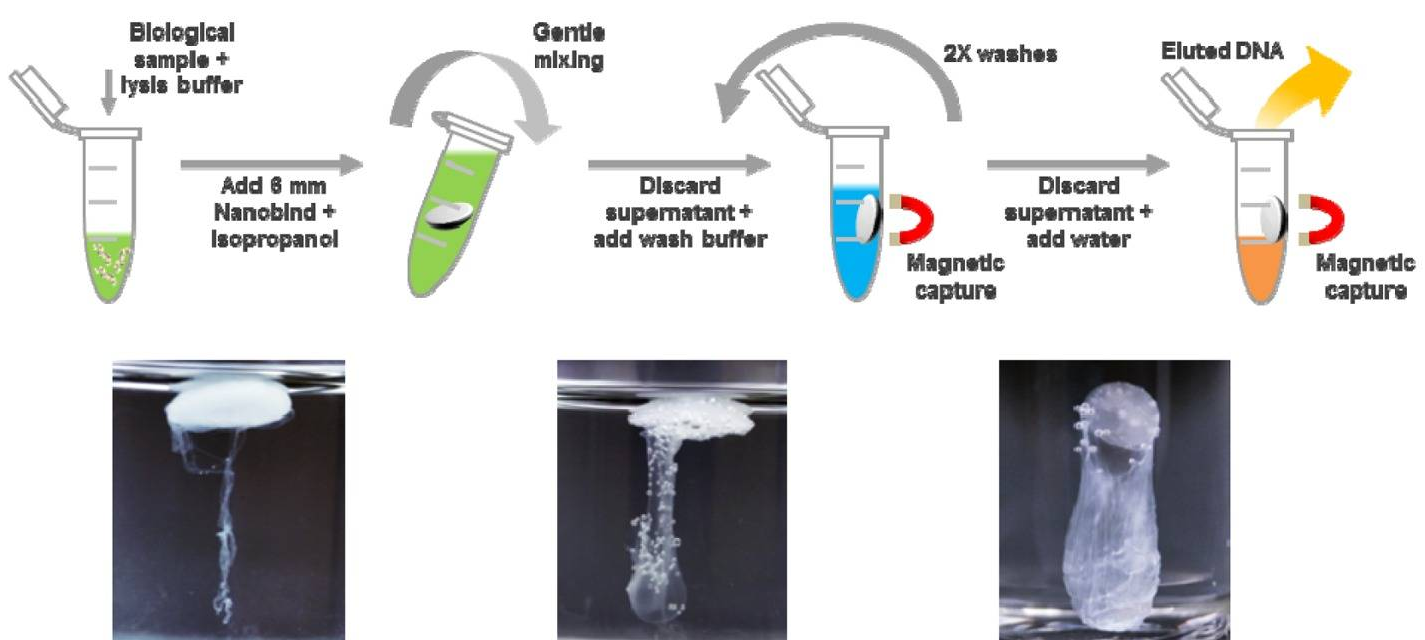 Biological
sample +
lysis buffer
Add 6 mm
Nanobind +
Isopropanol
Gentle
mixing
Discard
supernatant +
add wash buffer
2X washes
Magnetic
capture
Discard
supernatant +
add water
Eluted DNA
Magnetic
capture